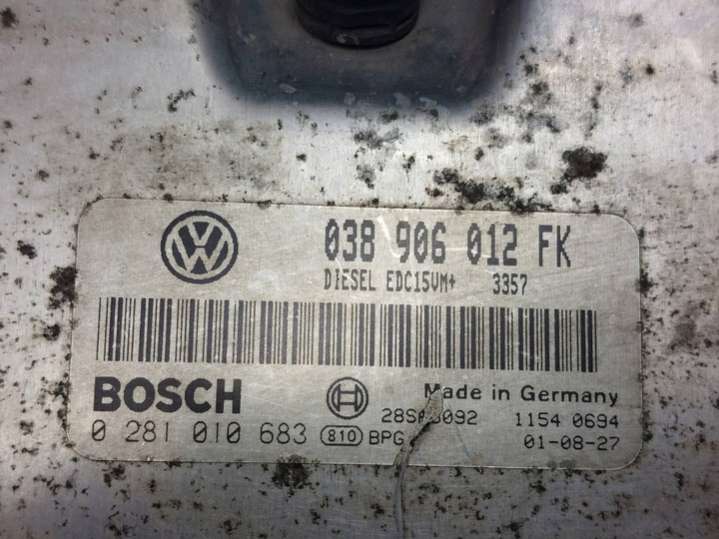 VW
038 906 012 FK
DIESEL EDC15VM+ 3357
BOSCH
Made in Germany
1154 0694
0 281 010 683 810 BPG
01-08-27